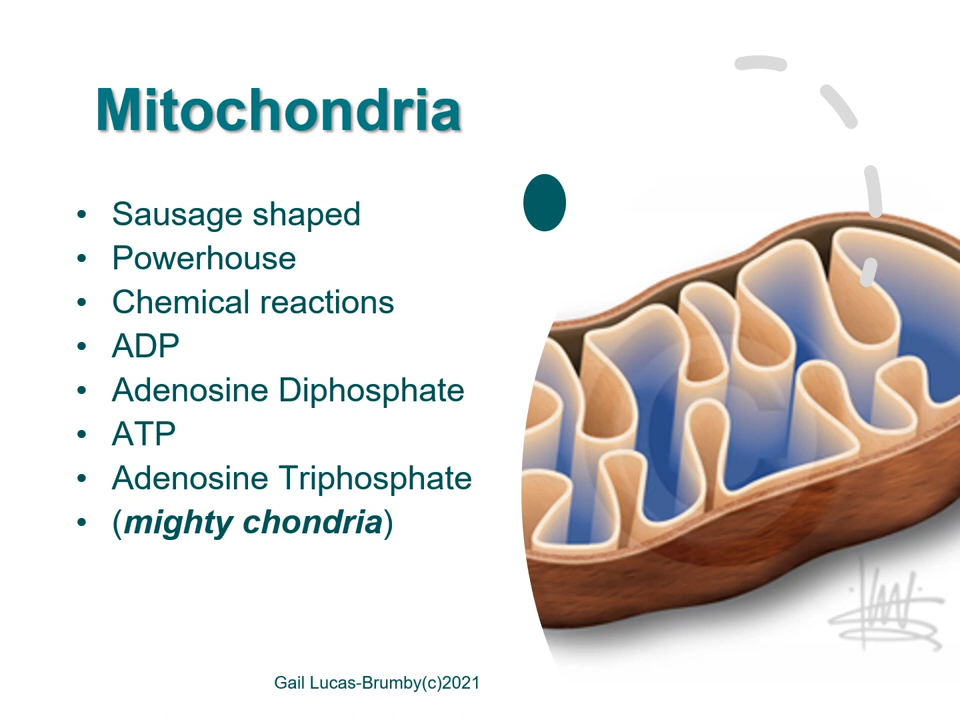 Mitochondria
• Sausage shaped
• Powerhouse
• Chemical reactions
• ADP
• Adenosine Diphosphate
• ATP
• Adenosine Triphosphate
• (mighty chondria)
Gail Lucas-Brumby(c)2021